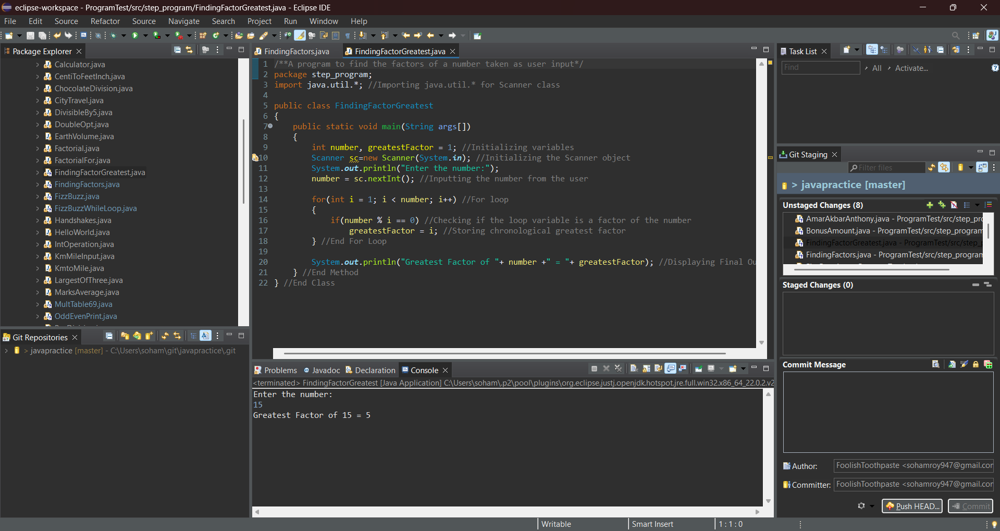 eclipse-workspace - ProgramTest/src/step_program/FindingFactorGreatest.java - Eclipse IDE
File Edit Source Refactor Source Navigate Search Project Run Window Help
Package Explorer
Calculator.java
CentiToFeetInch.java
ChocolateDivision.java
CityTravel.java
DivisibleBy5.java
DoubleOpt.java
EarthVolume.java
Factorial.java
FactorialFor.java
FindingFactorGreatest.java
FindingFactors.java
FizzBuzz.java
FizzBuzzWhileLoop.java
Handshakes.java
HelloWorld.java
IntOperation.java
KmMileInput.java
KmtoMile.java
LargestOfThree.java
MarksAverage.java
MultTable69.java
OddEvenPrint.java
Git Repositories
> javapractice [master] - C:\Users\soham\git\javapractice\.git
FindingFactors.java FindingFactorGreatest.java
1 /**A program to find the factors of a number taken as user input*/
2 package step_program;
3 import java.util.*; //Importing java.util.* for Scanner class
4
5 public class FindingFactorGreatest
6 {
7 public static void main(String args[])
8 {
9 int number, greatestFactor = 1; //Initializing variables
10 Scanner sc=new Scanner(System.in); //Initializing the Scanner object
11 System.out.println("Enter the number:");
12 number = sc.nextInt(); //Inputting the number from the user
13
14 for(int i = 1; i < number; i++) //For loop
15 {
16 if(number % i == 0) //Checking if the loop variable is a factor of the number
17 greatestFactor = i; //Storing chronological greatest factor
18 } //End For Loop
19
20 System.out.println("Greatest Factor of "+ number +" = "+ greatestFactor); //Displaying Final Ou
21 } //End Method
22 } //End Class
Problems Javadoc Declaration Console
<terminated> FindingFactorGreatest [Java Application] C:\Users\soham\.p2\pool\plugins\org.eclipse.justj.openjdk.hotspot.jre.full.win32.x86_64_22.0.2.v2
Enter the number:
15
Greatest Factor of 15 = 5
Task List
Find All Activate...
Git Staging
Filter files
> javapractice [master]
Unstaged Changes (8)
AmarAkbarAnthony.java - ProgramTest/src/step_pro
BonusAmount.java - ProgramTest/src/step_program
FindingFactorGreatest.java - ProgramTest/src/step_p
FindingFactors.java - ProgramTest/src/step_program
Staged Changes (0)
Commit Message
Author: FoolishToothpaste <sohamroy947@gmail.com
Committer: FoolishToothpaste <sohamroy947@gmail.com
Push HEAD... Commit
Writable Smart Insert 1 : 1 : 0